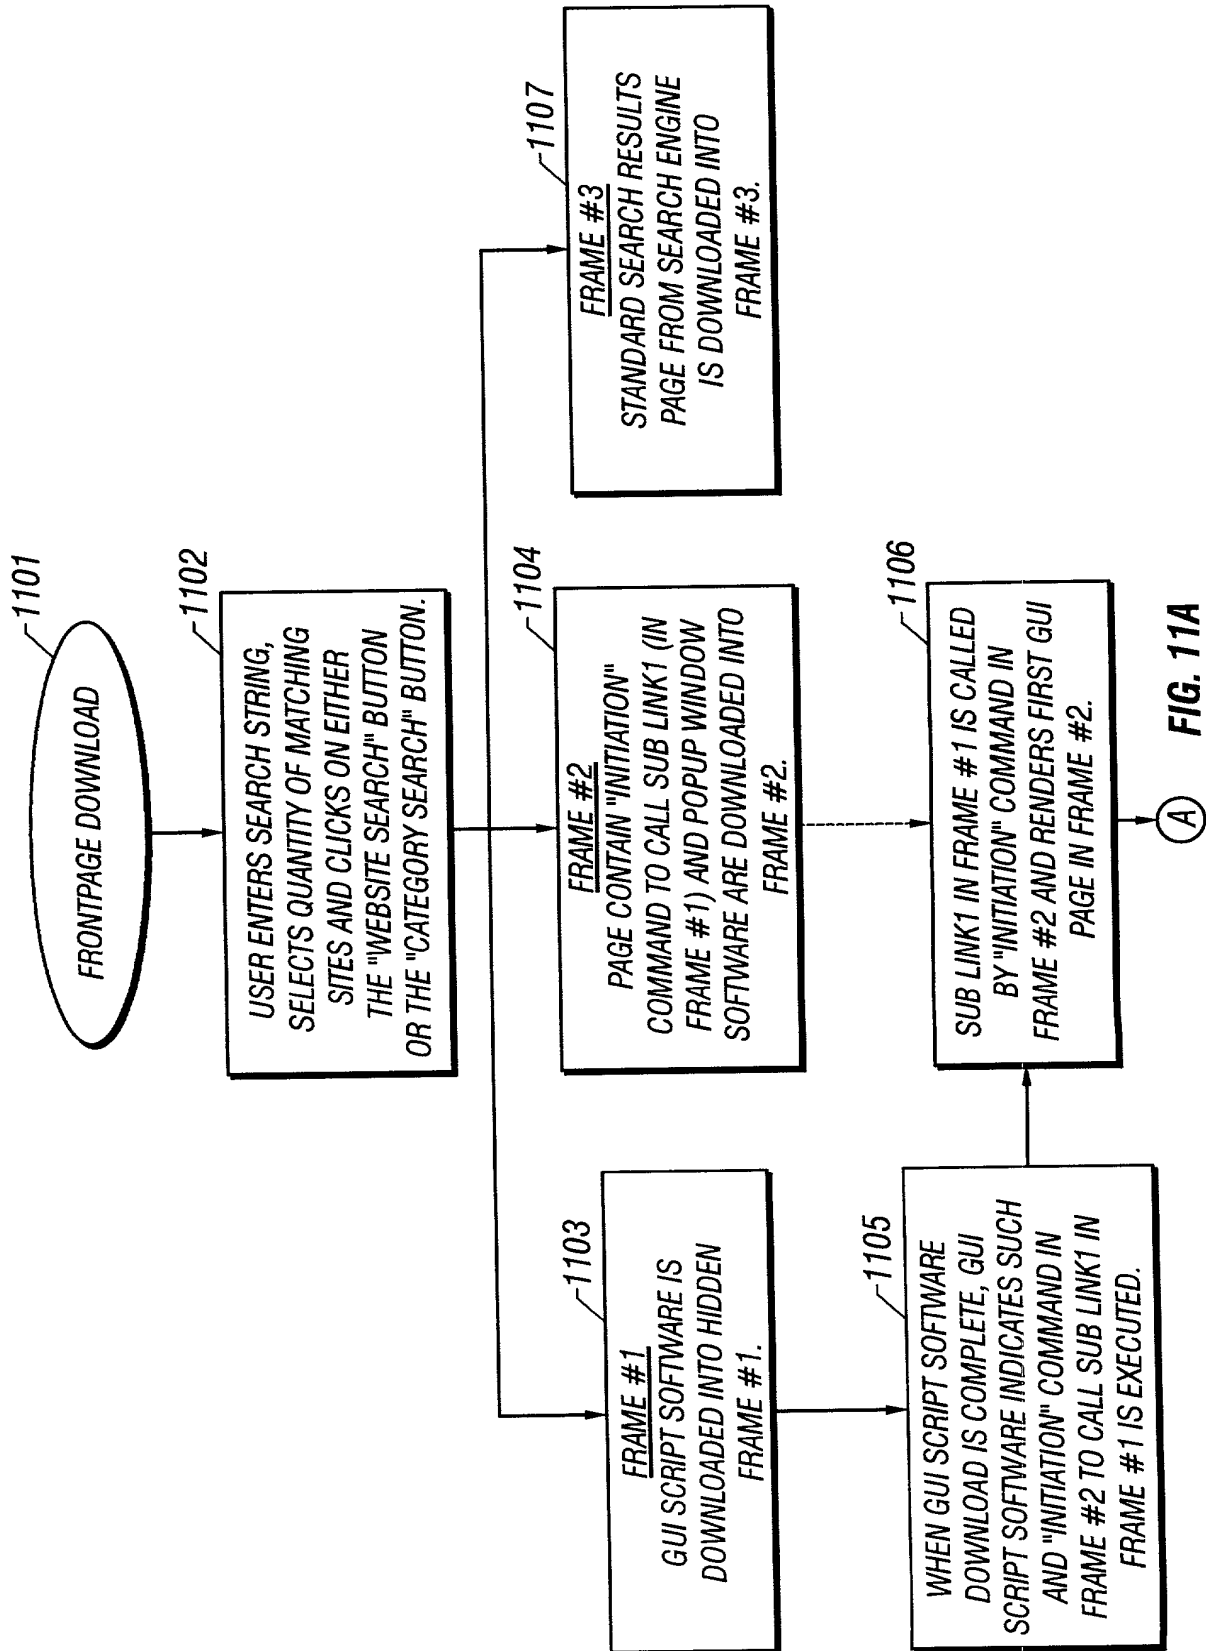 1101
FRONTPAGE DOWNLOAD
1102
USER ENTERS SEARCH STRING,
SELECTS QUANTITY OF MATCHING
SITES AND CLICKS ON EITHER
THE "WEBSITE SEARCH" BUTTON
OR THE "CATEGORY SEARCH" BUTTON.
1103
FRAME #1
GUI SCRIPT SOFTWARE IS
DOWNLOADED INTO HIDDEN
FRAME #1.
1104
FRAME #2
PAGE CONTAIN "INITIATION"
COMMAND TO CALL SUB LINK1 (IN
FRAME #1) AND POPUP WINDOW
SOFTWARE ARE DOWNLOADED INTO
FRAME #2.
1107
FRAME #3
STANDARD SEARCH RESULTS
PAGE FROM SEARCH ENGINE
IS DOWNLOADED INTO
FRAME #3.
1105
WHEN GUI SCRIPT SOFTWARE
DOWNLOAD IS COMPLETE, GUI
SCRIPT SOFTWARE INDICATES SUCH
AND "INITIATION" COMMAND IN
FRAME #2 TO CALL SUB LINK1 IN
FRAME #1 IS EXECUTED.
1106
SUB LINK1 IN FRAME #1 IS CALLED
BY "INITIATION" COMMAND IN
FRAME #2 AND RENDERS FIRST GUI
PAGE IN FRAME #2.
A
FIG. 11A